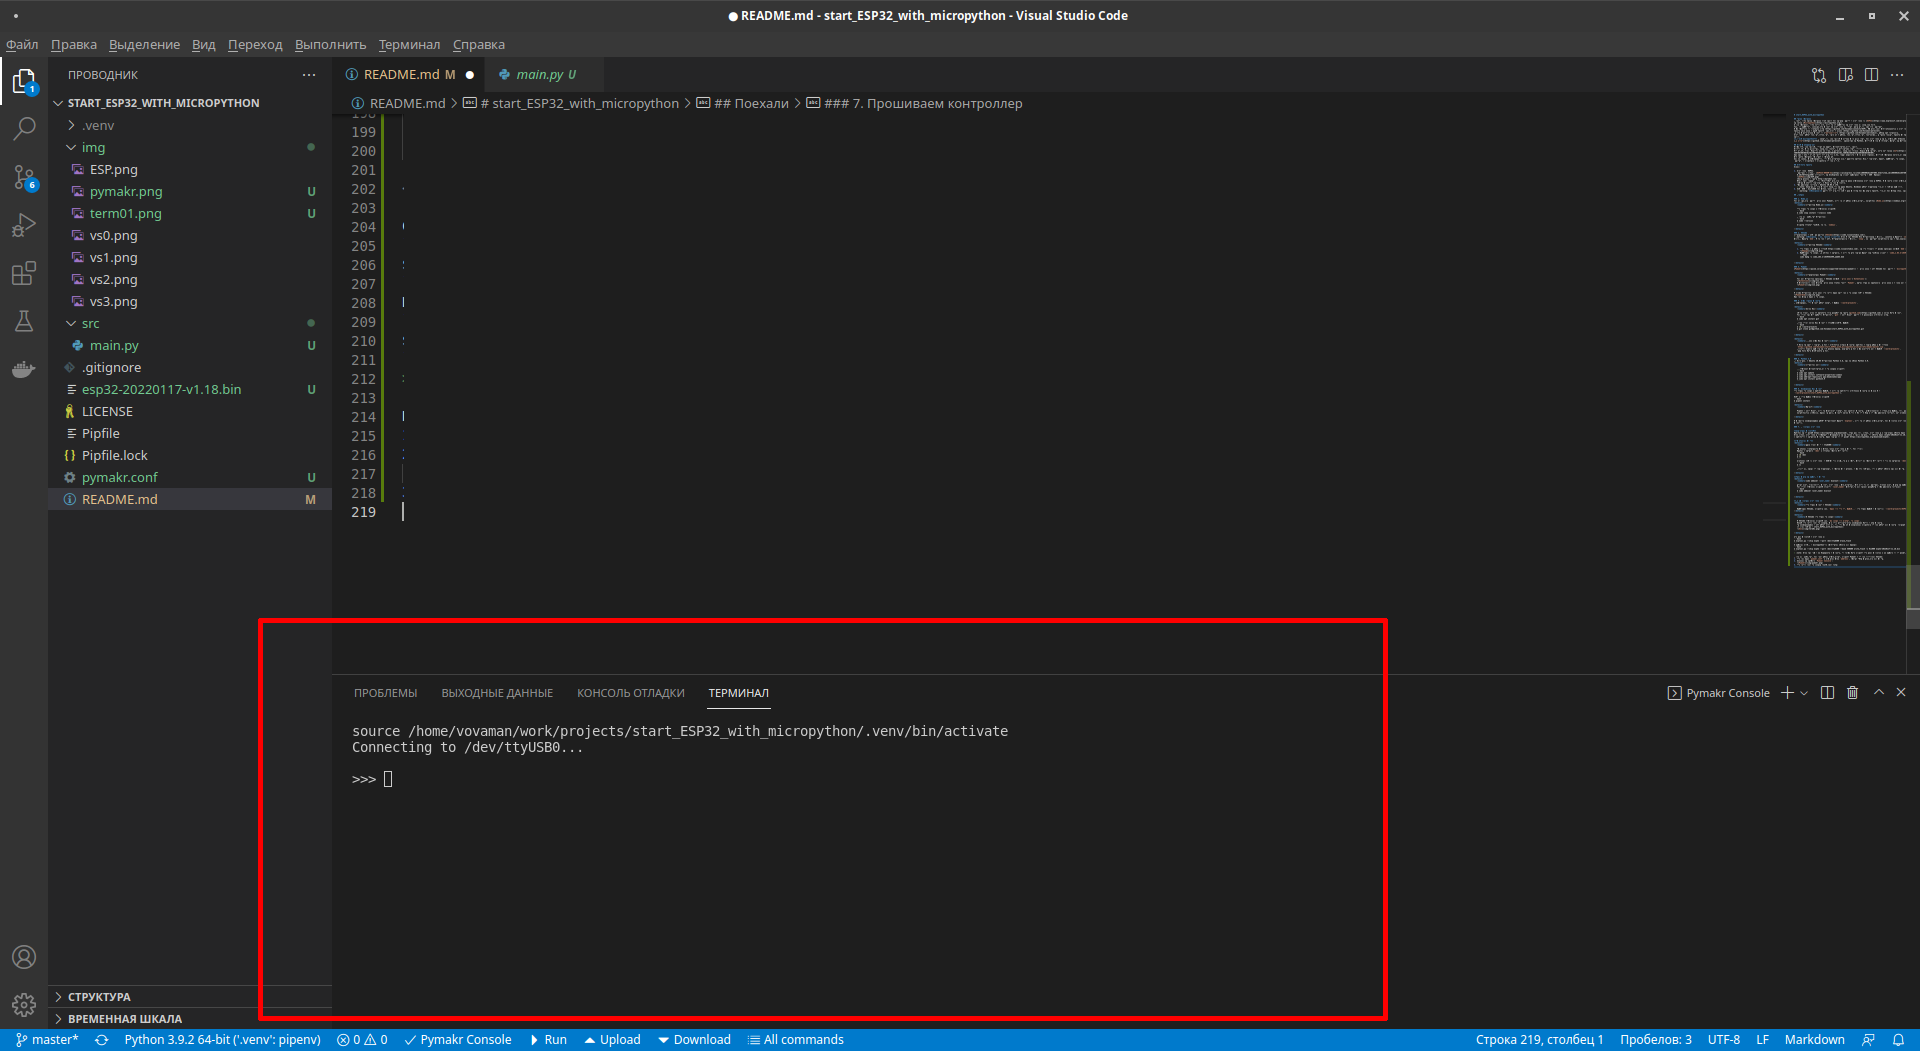 README.md - start_ESP32_with_micropython - Visual Studio Code
Файл Правка Выделение Вид Переход Выполнить Терминал Справка
ПРОВОДНИК
README.md M
main.py U
README.md > # start_ESP32_with_micropython > ## Поехали > ### 7. Прошиваем контроллер
START_ESP32_WITH_MICROPYTHON
.venv
img
ESP.png
pymakr.png U
term01.png U
vs0.png
vs1.png
vs2.png
vs3.png
src
main.py U
.gitignore
esp32-20220117-v1.18.bin U
LICENSE
Pipfile
Pipfile.lock
pymakr.conf U
README.md M
1
6
198
199
200
201
202
203
204
205
206
207
208
209
210
211
212
213
214
215
216
217
218
219
ПРОБЛЕМЫ ВЫХОДНЫЕ ДАННЫЕ КОНСОЛЬ ОТЛАДКИ ТЕРМИНАЛ
Pymakr Console
source /home/vovaman/work/projects/start_ESP32_with_micropython/.venv/bin/activate
Connecting to /dev/ttyUSB0...
>>>
СТРУКТУРА
ВРЕМЕННАЯ ШКАЛА
master* Python 3.9.2 64-bit ('.venv': pipenv) 0 0 Pymakr Console Run Upload Download All commands
Строка 219, столбец 1 Пробелов: 3 UTF-8 LF Markdown